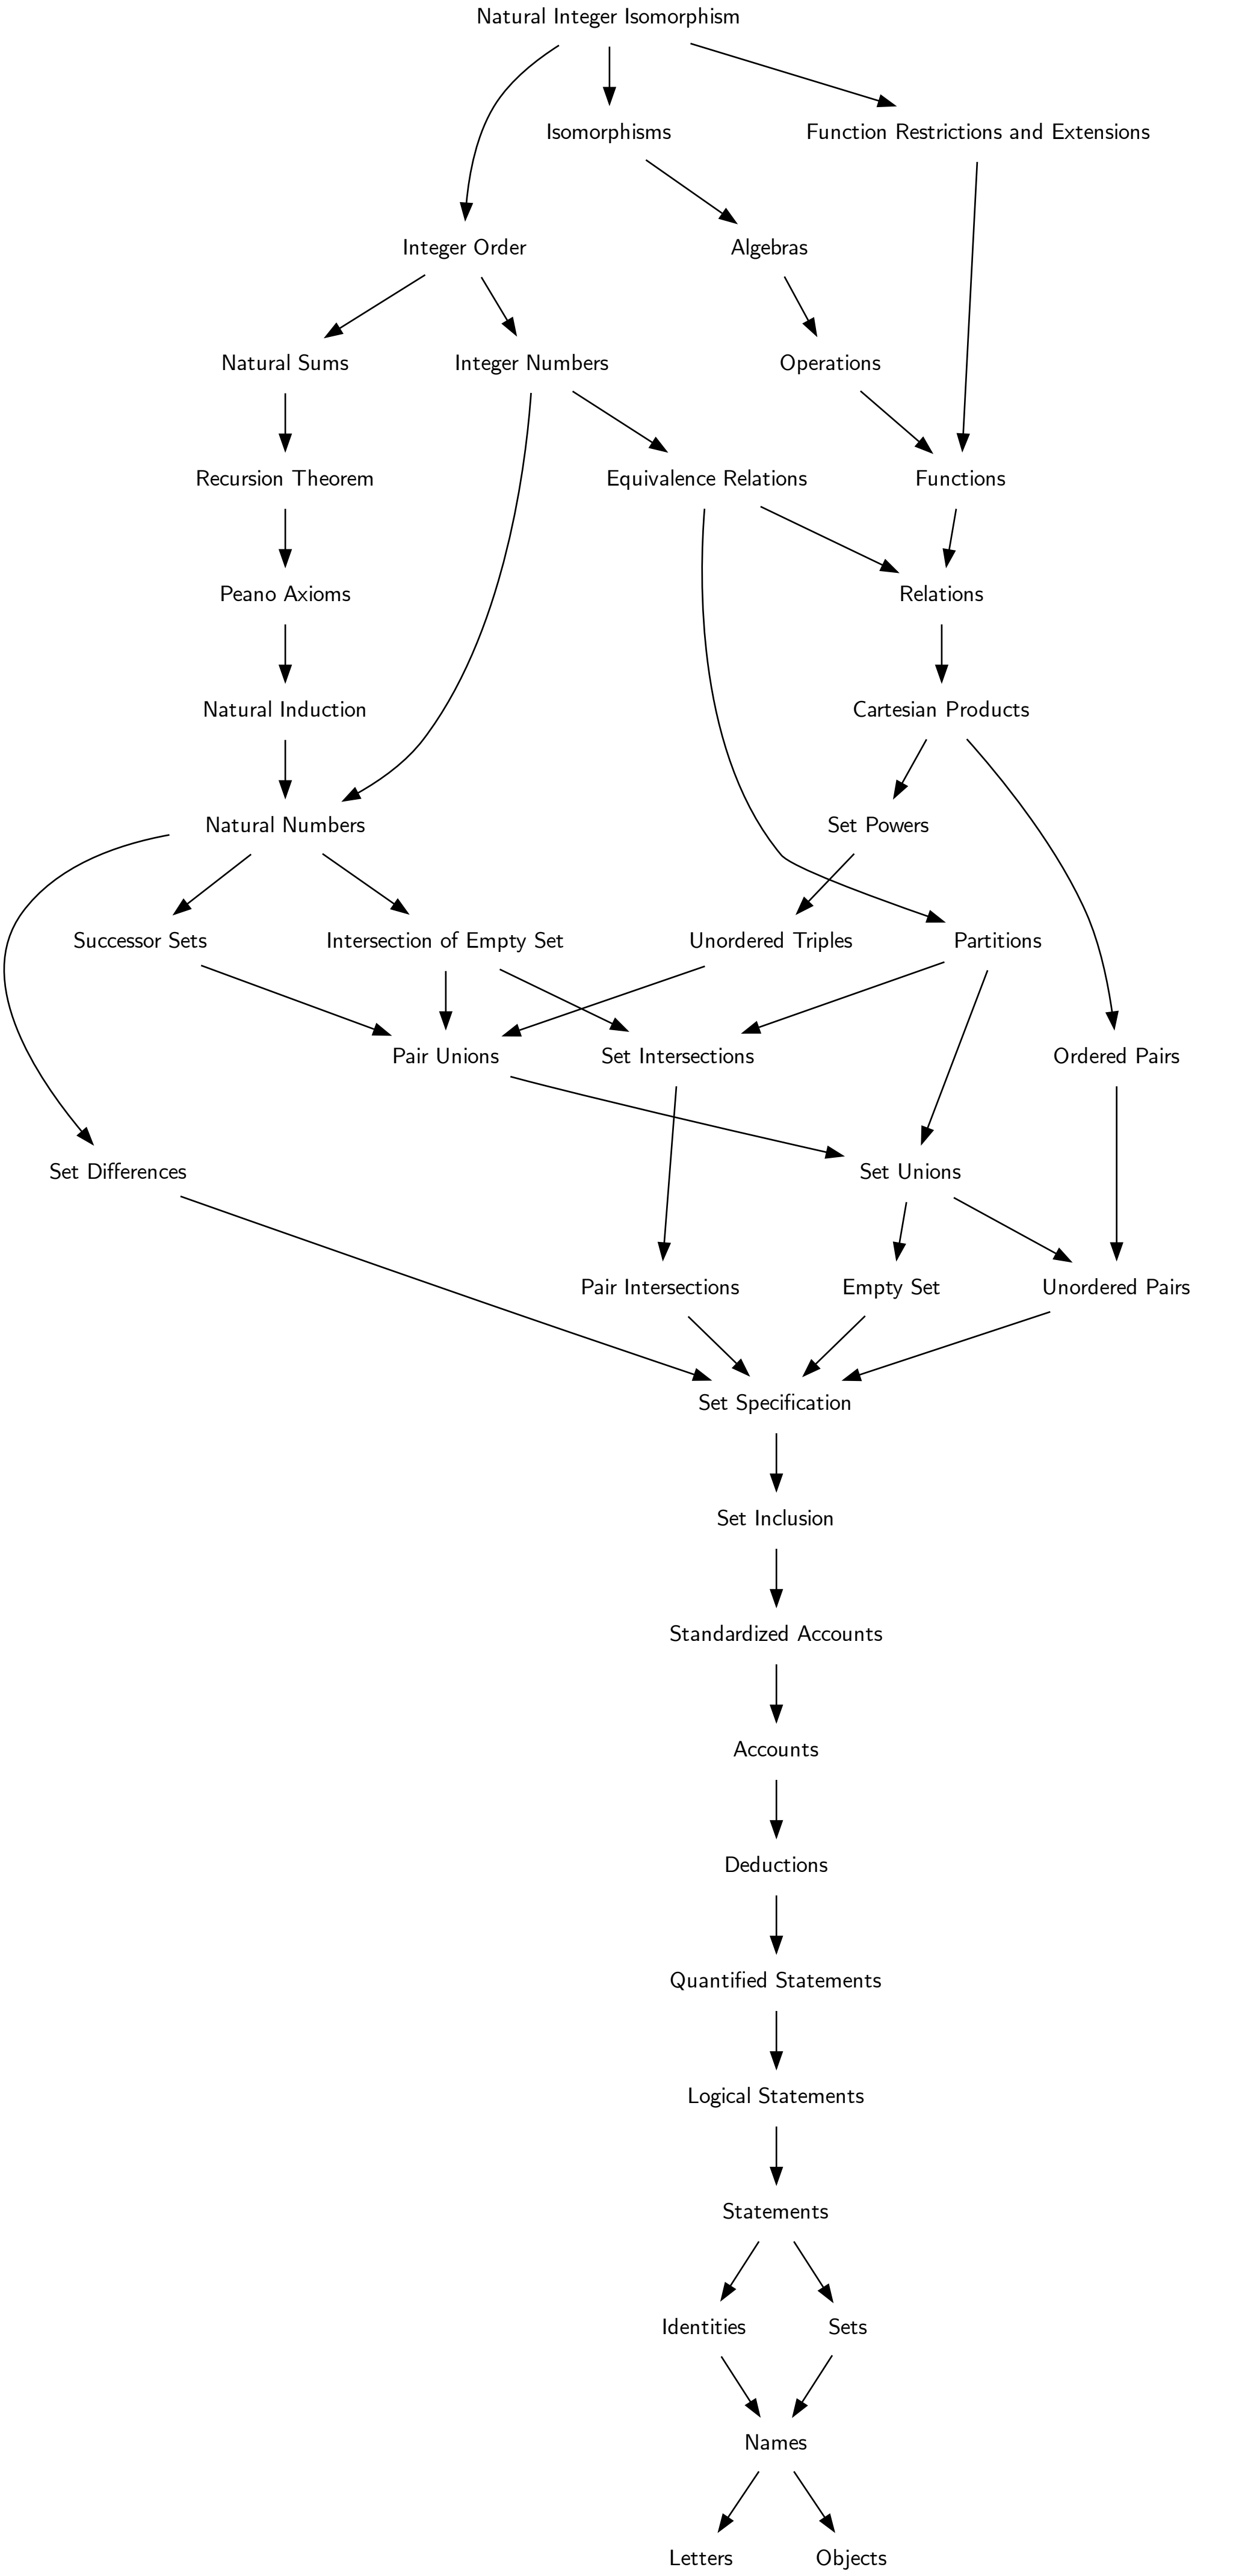 Natural Integer Isomorphism
Isomorphisms
Function Restrictions and Extensions
Integer Order
Algebras
Natural Sums
Integer Numbers
Operations
Recursion Theorem
Equivalence Relations
Functions
Peano Axioms
Relations
Natural Induction
Cartesian Products
Natural Numbers
Set Powers
Successor Sets
Intersection of Empty Set
Unordered Triples
Partitions
Pair Unions
Set Intersections
Ordered Pairs
Set Differences
Set Unions
Pair Intersections
Empty Set
Unordered Pairs
Set Specification
Set Inclusion
Standardized Accounts
Accounts
Deductions
Quantified Statements
Logical Statements
Statements
Identities
Sets
Names
Letters
Objects